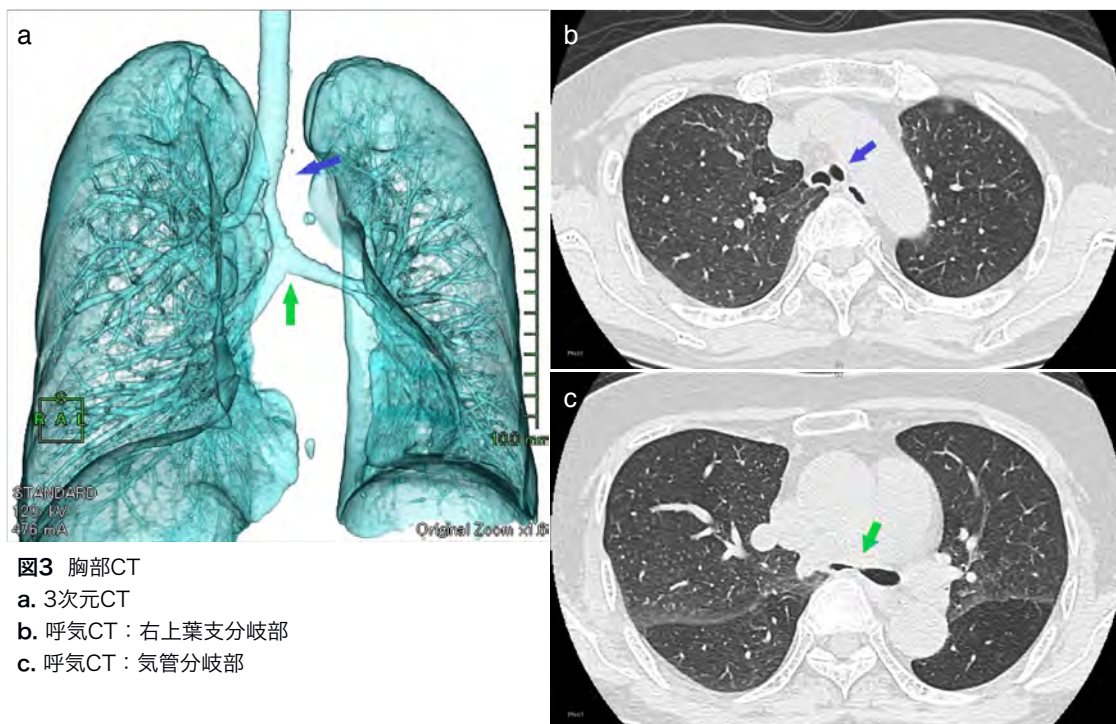 a
b
c
S
R A L
10.0 mm
STANDARD
120 kV
476 mA
Original Zoom x1.6
図3 胸部CT
a. 3次元CT
b. 呼気CT：右上葉支分岐部
c. 呼気CT：気管分岐部